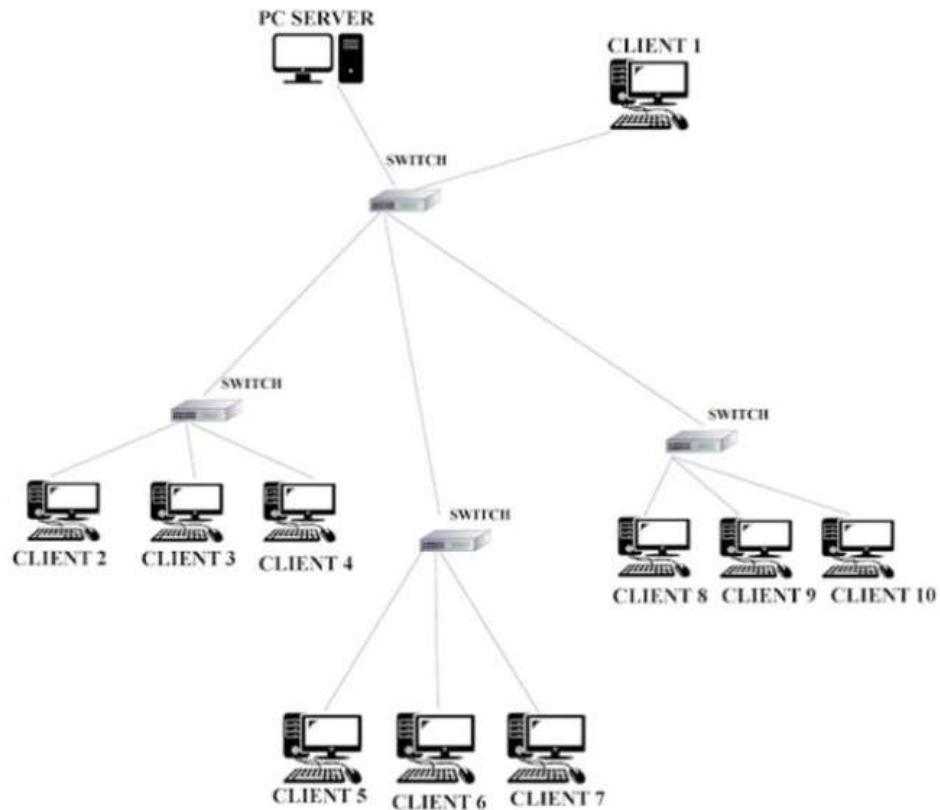 PC SERVER
CLIENT 1
SWITCH
SWITCH
SWITCH
CLIENT 2
CLIENT 3
CLIENT 4
SWITCH
CLIENT 8
CLIENT 9
CLIENT 10
CLIENT 5
CLIENT 6
CLIENT 7